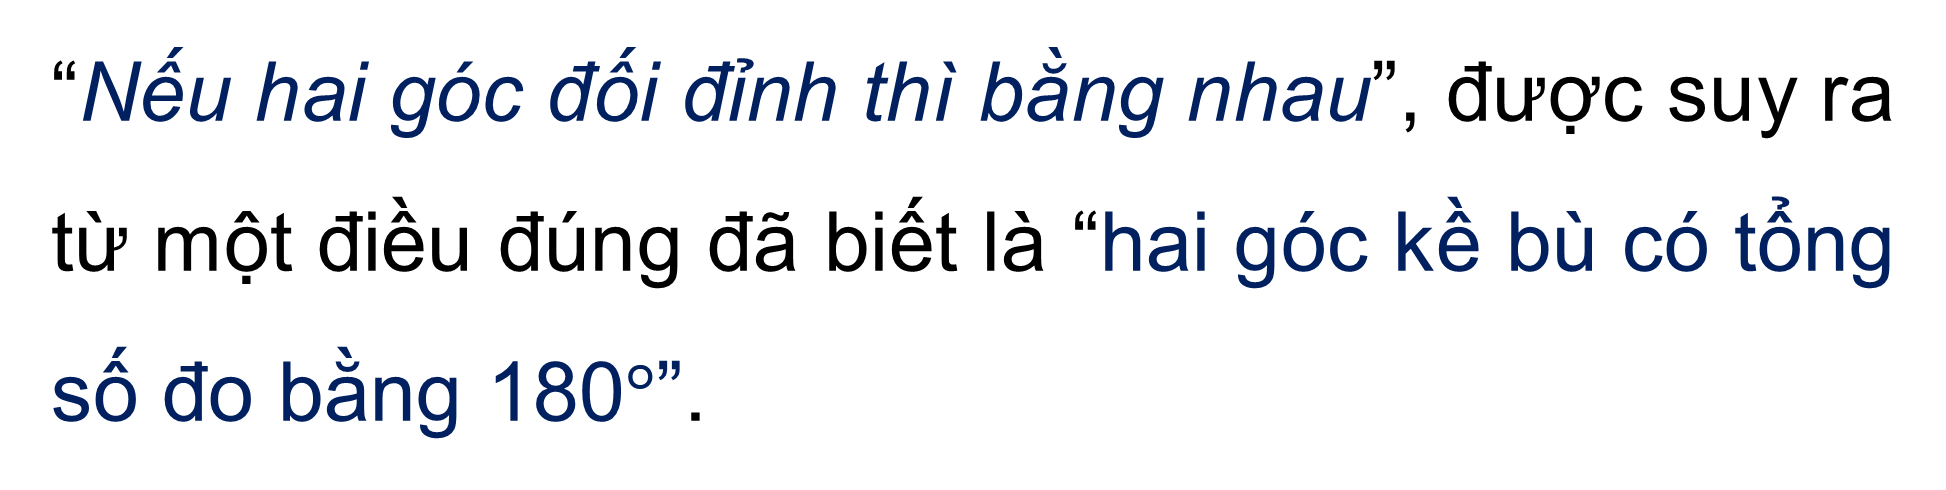 “Nếu hai góc đối đỉnh thì bằng nhau”, được suy ra
từ một điều đúng đã biết là “hai góc kề bù có tổng
số đo bằng 180°”.